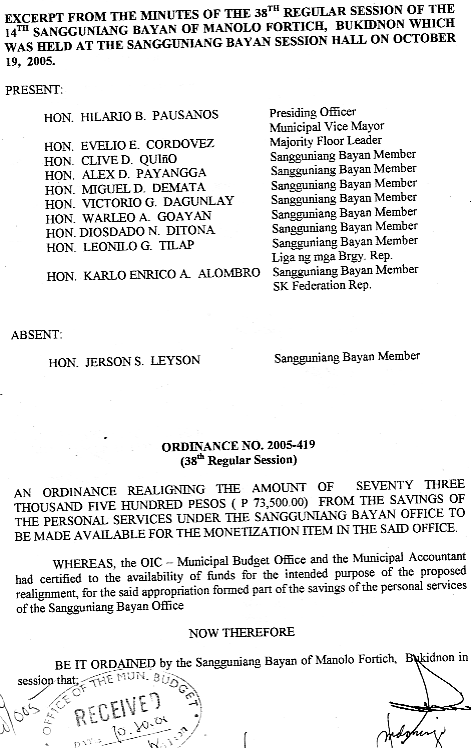 EXCERPT FROM THE MINUTES OF THE 38TH REGULAR SESSION OF THE
14TH SANGGUNIANG BAYAN OF MANOLO FORTICH, BUKIDNON WHICH
WAS HELD AT THE SANGGUNIANG BAYAN SESSION HALL ON OCTOBER
19, 2005.
PRESENT:
HON. HILARIO B. PAUSANOS Presiding Officer
Municipal Vice Mayor
HON. EVELIO E. CORDOVEZ Majority Floor Leader
HON. CLIVE D. QUIñO Sangguniang Bayan Member
HON. ALEX D. PAYANGGA Sangguniang Bayan Member
HON. MIGUEL D. DEMATA Sangguniang Bayan Member
HON. VICTORIO G. DAGUNLAY Sangguniang Bayan Member
HON. WARLEO A. GOAYAN Sangguniang Bayan Member
HON. DIOSDADO N. DITONA Sangguniang Bayan Member
HON. LEONILO G. TILAP Sangguniang Bayan Member
Liga ng mga Brgy. Rep.
HON. KARLO ENRICO A. ALOMBRO Sangguniang Bayan Member
SK Federation Rep.
ABSENT:
HON. JERSON S. LEYSON Sangguniang Bayan Member
ORDINANCE NO. 2005-419
(38th Regular Session)
AN ORDINANCE REALIGNING THE AMOUNT OF SEVENTY THREE
THOUSAND FIVE HUNDRED PESOS ( P 73,500.00) FROM THE SAVINGS OF
THE PERSONAL SERVICES UNDER THE SANGGUNIANG BAYAN OFFICE TO
BE MADE AVAILABLE FOR THE MONETIZATION ITEM IN THE SAID OFFICE.
WHEREAS, the OIC – Municipal Budget Office and the Municipal Accountant
had certified to the availability of funds for the intended purpose of the proposed
realignment, for the said appropriation formed part of the savings of the personal services
of the Sangguniang Bayan Office
NOW THEREFORE
BE IT ORDAINED by the Sangguniang Bayan of Manolo Fortich, Bukidnon in
session that;
OFFICE OF THE MUN. BUDGET
RECEIVED